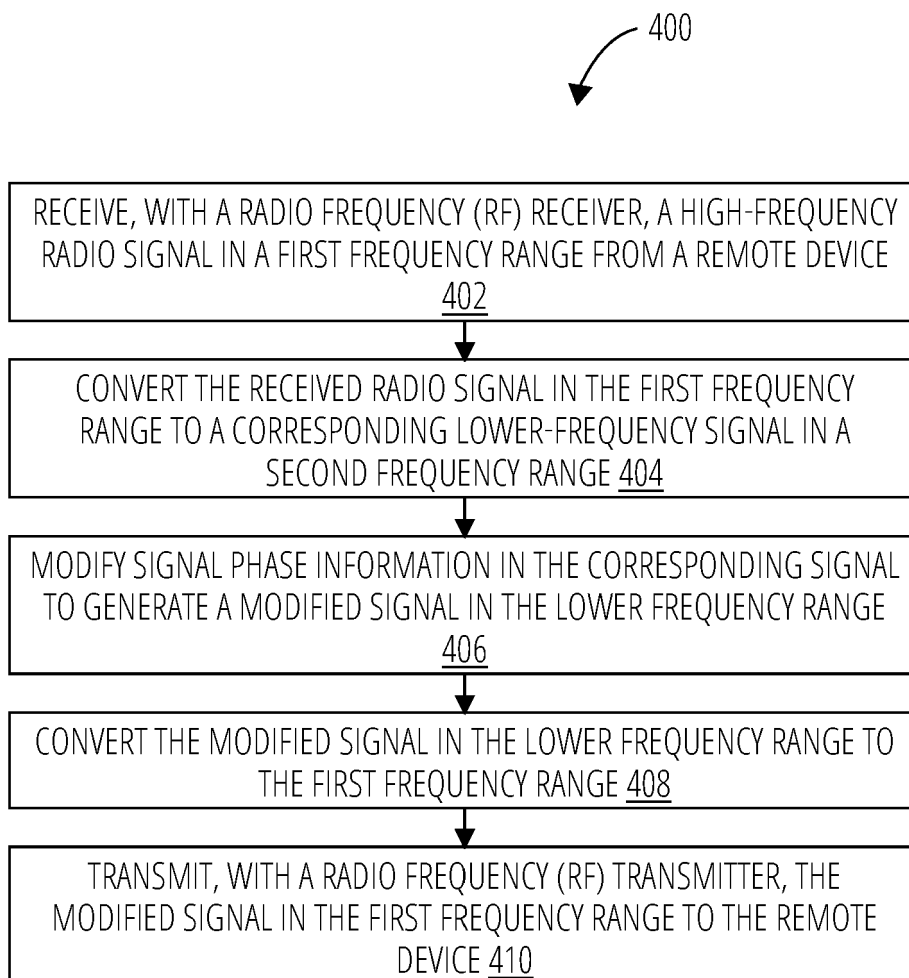 400
RECEIVE, WITH A RADIO FREQUENCY (RF) RECEIVER, A HIGH-FREQUENCY
RADIO SIGNAL IN A FIRST FREQUENCY RANGE FROM A REMOTE DEVICE
402
CONVERT THE RECEIVED RADIO SIGNAL IN THE FIRST FREQUENCY
RANGE TO A CORRESPONDING LOWER-FREQUENCY SIGNAL IN A
SECOND FREQUENCY RANGE 404
MODIFY SIGNAL PHASE INFORMATION IN THE CORRESPONDING SIGNAL
TO GENERATE A MODIFIED SIGNAL IN THE LOWER FREQUENCY RANGE
406
CONVERT THE MODIFIED SIGNAL IN THE LOWER FREQUENCY RANGE TO
THE FIRST FREQUENCY RANGE 408
TRANSMIT, WITH A RADIO FREQUENCY (RF) TRANSMITTER, THE
MODIFIED SIGNAL IN THE FIRST FREQUENCY RANGE TO THE REMOTE
DEVICE 410